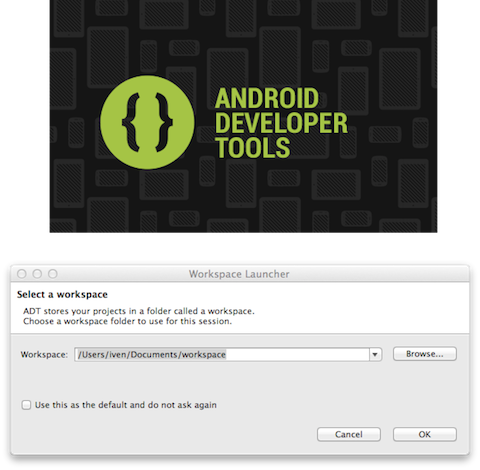 { }
ANDROID
DEVELOPER
TOOLS
Workspace Launcher
Select a workspace
ADT stores your projects in a folder called a workspace.
Choose a workspace folder to use for this session.
Workspace: /Users/iven/Documents/workspace Browse...
Use this as the default and do not ask again
Cancel OK